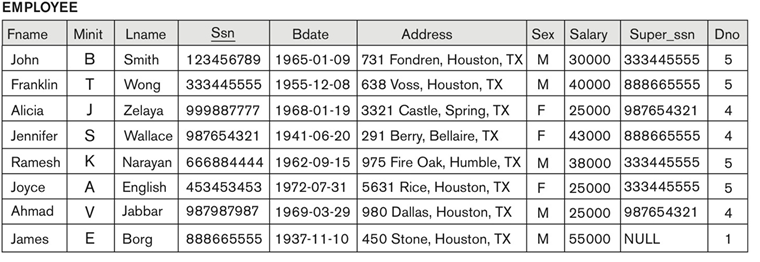 EMPLOYEE
Fname Minit Lname Ssn Bdate Address Sex Salary Super_ssn Dno
John B Smith 123456789 1965-01-09 731 Fondren, Houston, TX M 30000 333445555 5
Franklin T Wong 333445555 1955-12-08 638 Voss, Houston, TX M 40000 888665555 5
Alicia J Zelaya 999887777 1968-01-19 3321 Castle, Spring, TX F 25000 987654321 4
Jennifer S Wallace 987654321 1941-06-20 291 Berry, Bellaire, TX F 43000 888665555 4
Ramesh K Narayan 666884444 1962-09-15 975 Fire Oak, Humble, TX M 38000 333445555 5
Joyce A English 453453453 1972-07-31 5631 Rice, Houston, TX F 25000 333445555 5
Ahmad V Jabbar 987987987 1969-03-29 980 Dallas, Houston, TX M 25000 987654321 4
James E Borg 888665555 1937-11-10 450 Stone, Houston, TX M 55000 NULL 1